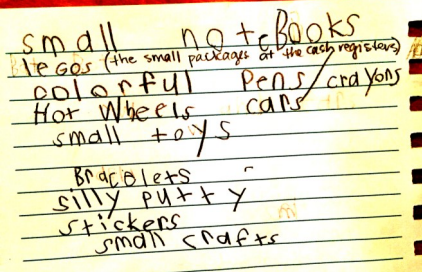 small noteBooks
leGOs (the small packages at the cash registers)
colorful Pens/crayons
Hot Wheels cars
small toys
Bracelets
silly putty
stickers
small crafts